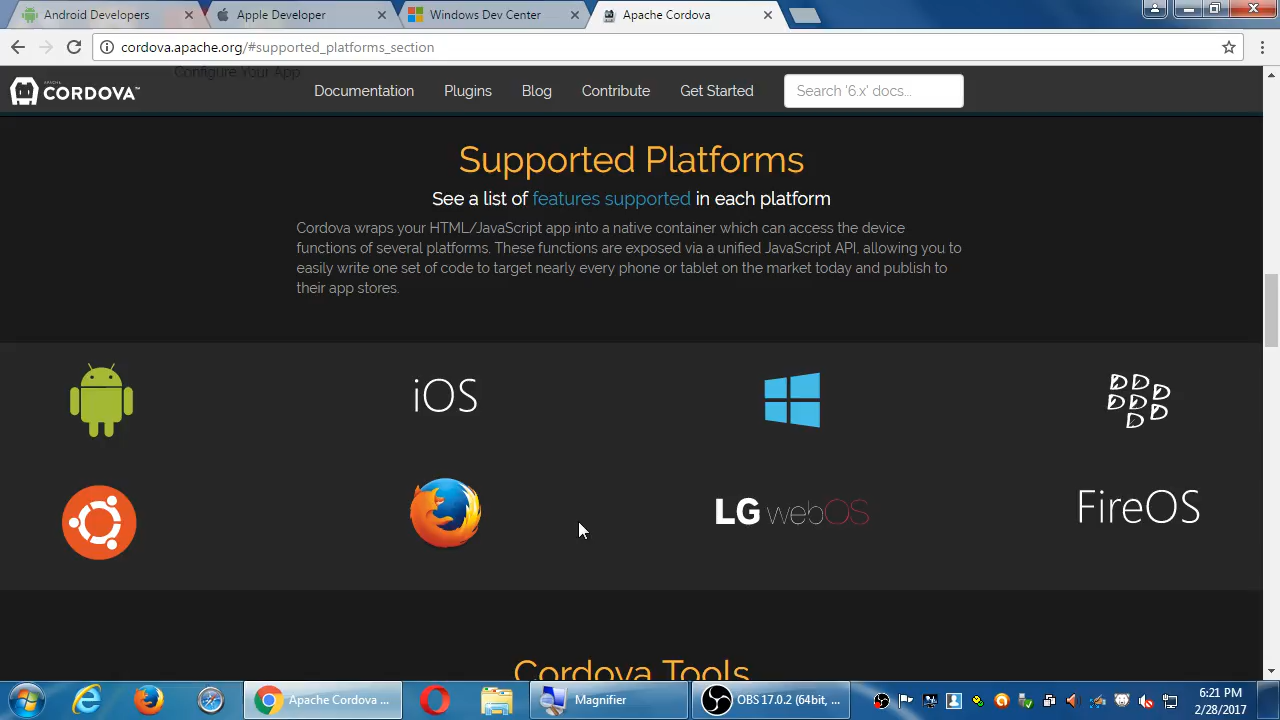 Android Developers
Apple Developer
Windows Dev Center
Apache Cordova
cordova.apache.org/#supported_platforms_section
Configure Your App
APACHE
CORDOVA™
Documentation
Plugins
Blog
Contribute
Get Started
Search '6.x' docs...
Supported Platforms
See a list of features supported in each platform
Cordova wraps your HTML/JavaScript app into a native container which can access the device
functions of several platforms. These functions are exposed via a unified JavaScript API, allowing you to
easily write one set of code to target nearly every phone or tablet on the market today and publish to
their app stores.
iOS
LG webOS
FireOS
Cordova Tools
Apache Cordova ...
Magnifier
OBS 17.0.2 (64bit, ...
6:21 PM
2/28/2017